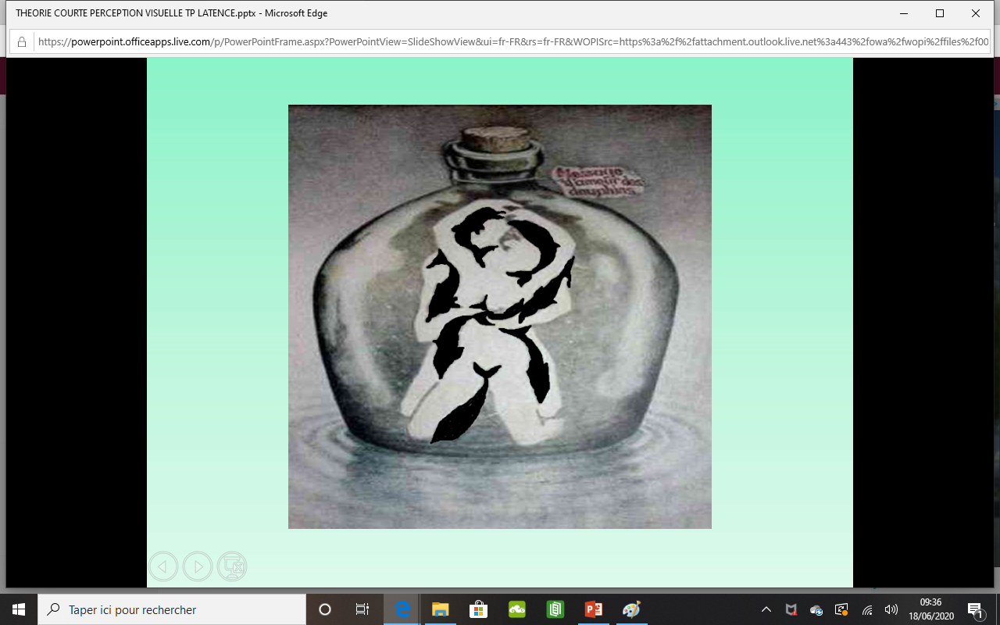 THEORIE COURTE PERCEPTION VISUELLE TP LATENCE.pptx - Microsoft Edge
https://powerpoint.officeapps.live.com/p/PowerPointFrame.aspx?PowerPointView=SlideShowView&ui=fr-FR&rs=fr-FR&WOPISrc=https%3a%2f%2fattachment.outlook.live.net%3a443%2fowa%2fwopi%2ffiles%2f00
Message
d'amour des
dauphins
Taper ici pour rechercher
09:36
18/06/2020
1